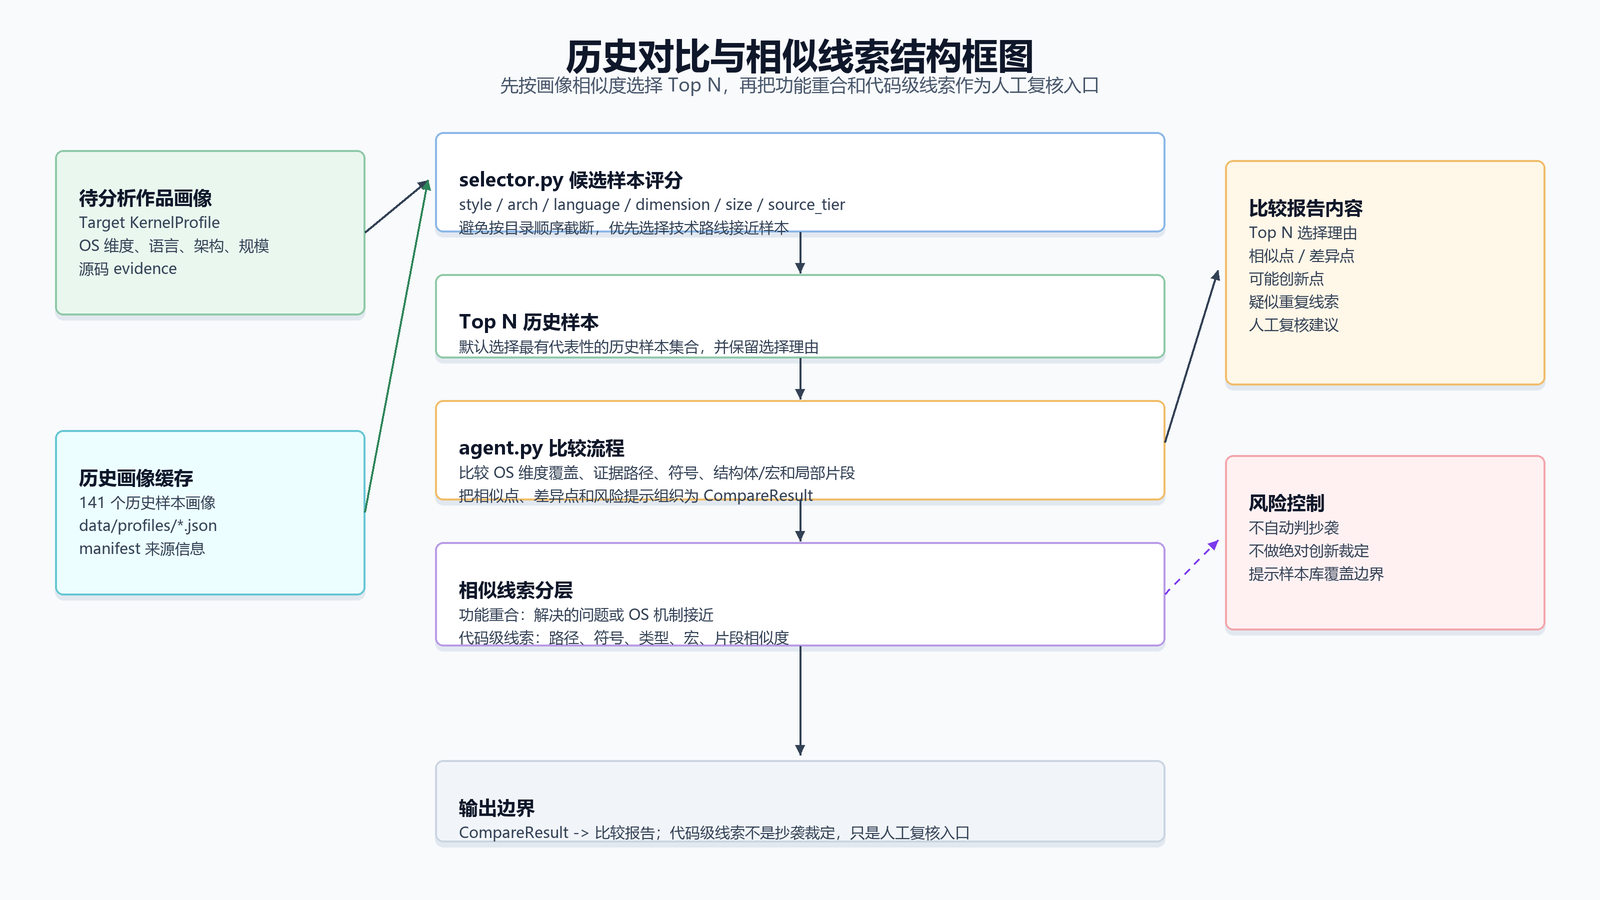 历史对比与相似线索结构框图
先按画像相似度选择 Top N，再把功能重合和代码级线索作为人工复核入口
待分析作品画像
Target KernelProfile
OS 维度、语言、架构、规模
源码 evidence
历史画像缓存
141 个历史样本画像
data/profiles/*.json
manifest 来源信息
selector.py 候选样本评分
style / arch / language / dimension / size / source_tier
避免按目录顺序截断，优先选择技术路线接近样本
Top N 历史样本
默认选择最有代表性的历史样本集合，并保留选择理由
agent.py 比较流程
比较 OS 维度覆盖、证据路径、符号、结构体/宏和局部片段
把相似点、差异点和风险提示组织为 CompareResult
相似线索分层
功能重合：解决的问题或 OS 机制接近
代码级线索：路径、符号、类型、宏、片段相似度
输出边界
CompareResult -> 比较报告；代码级线索不是抄袭裁定，只是人工复核入口
比较报告内容
Top N 选择理由
相似点 / 差异点
可能创新点
疑似重复线索
人工复核建议
风险控制
不自动判抄袭
不做绝对创新裁定
提示样本库覆盖边界